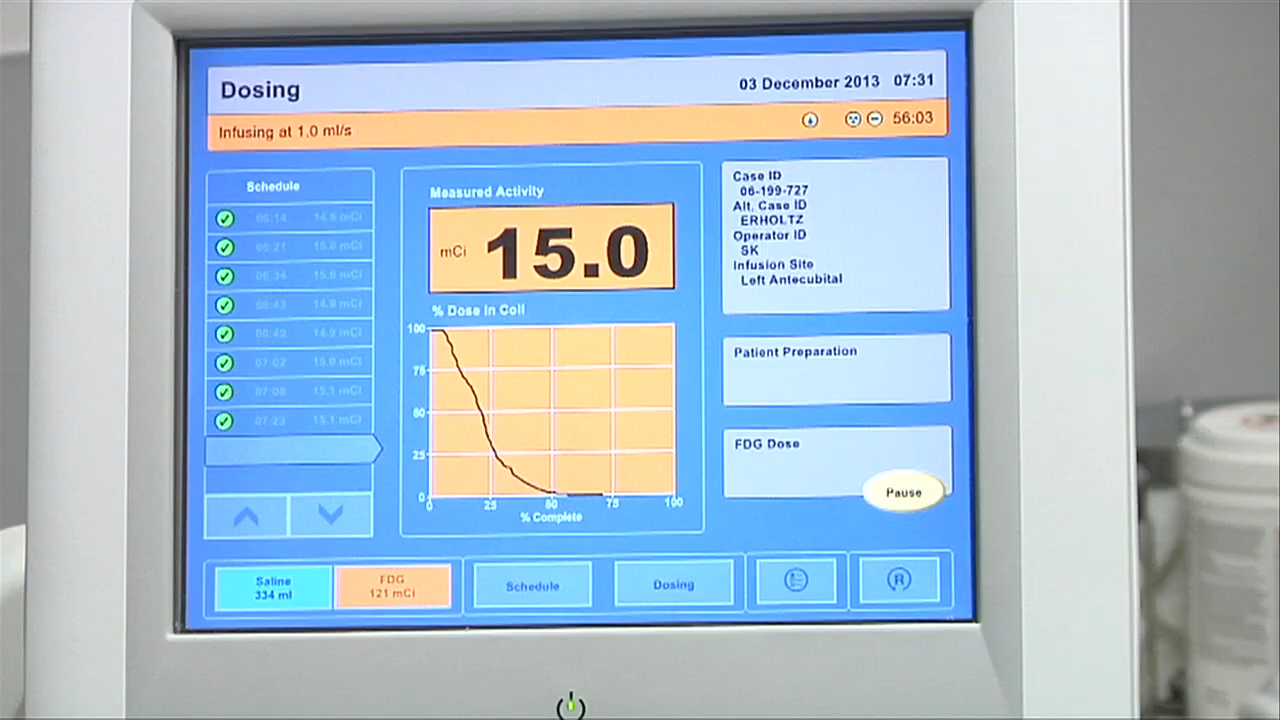 Dosing
03 December 2013 07:31
Infusing at 1.0 ml/s
56:03
Schedule
06:14 14.6 mCi
06:21 15.0 mCi
06:34 15.0 mCi
06:43 14.9 mCi
06:49 14.9 mCi
07:02 15.0 mCi
07:08 15.1 mCi
07:23 15.1 mCi
Measured Activity
mCi 15.0
% Dose in Coil
100
75
50
25
0
0 25 50 75 100
% Complete
Case ID
06-199-727
Alt. Case ID
ERHOLTZ
Operator ID
SK
Infusion Site
Left Antecubital
Patient Preparation
FDG Dose
Pause
Saline
334 ml
FDG
121 mCi
Schedule
Dosing
R